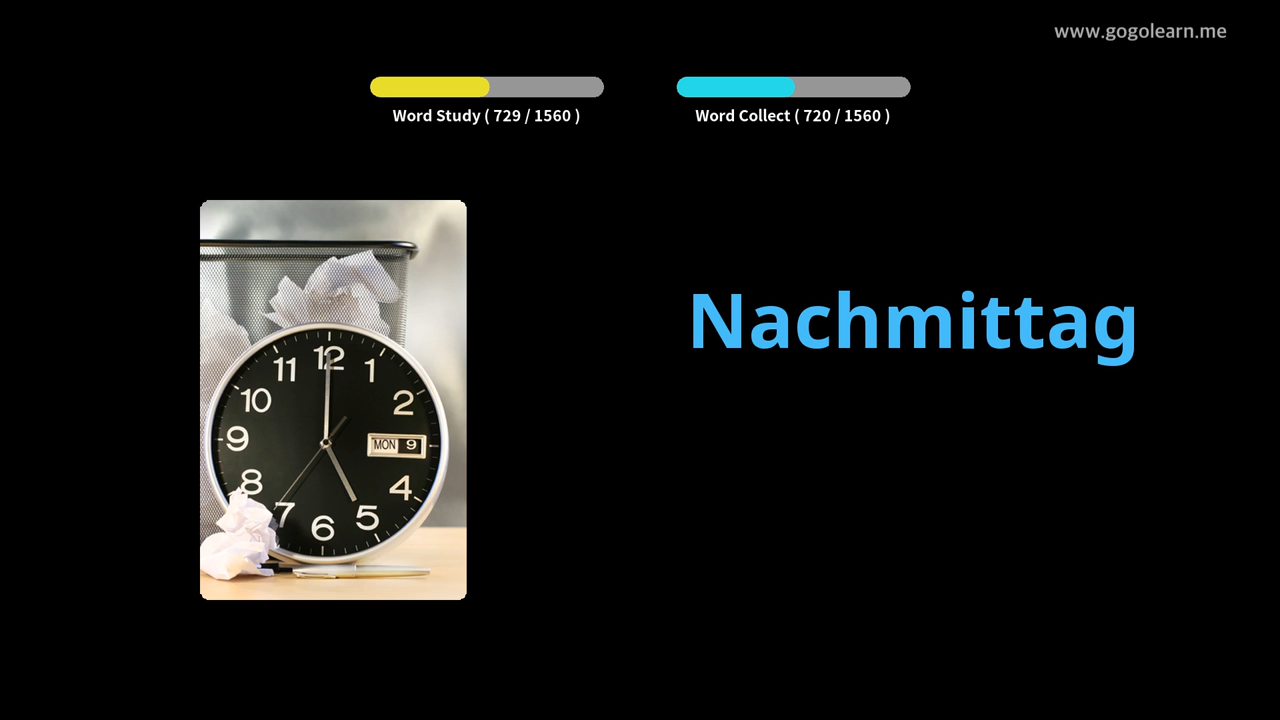 www.gogolearn.me
Word Study ( 729 / 1560 )
Word Collect ( 720 / 1560 )
Nachmittag
12
11
1
10
2
9
MON 9
8
4
7
5
6